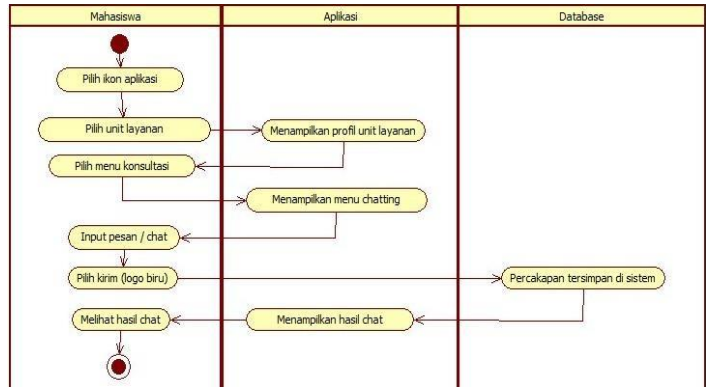 Mahasiswa
Aplikasi
Database
Pilih ikon aplikasi
Pilih unit layanan
Menampilkan profil unit layanan
Pilih menu konsultasi
Menampilkan menu chatting
Input pesan / chat
Pilih kirim (logo biru)
Percakapan tersimpan di sistem
Melihat hasil chat
Menampilkan hasil chat